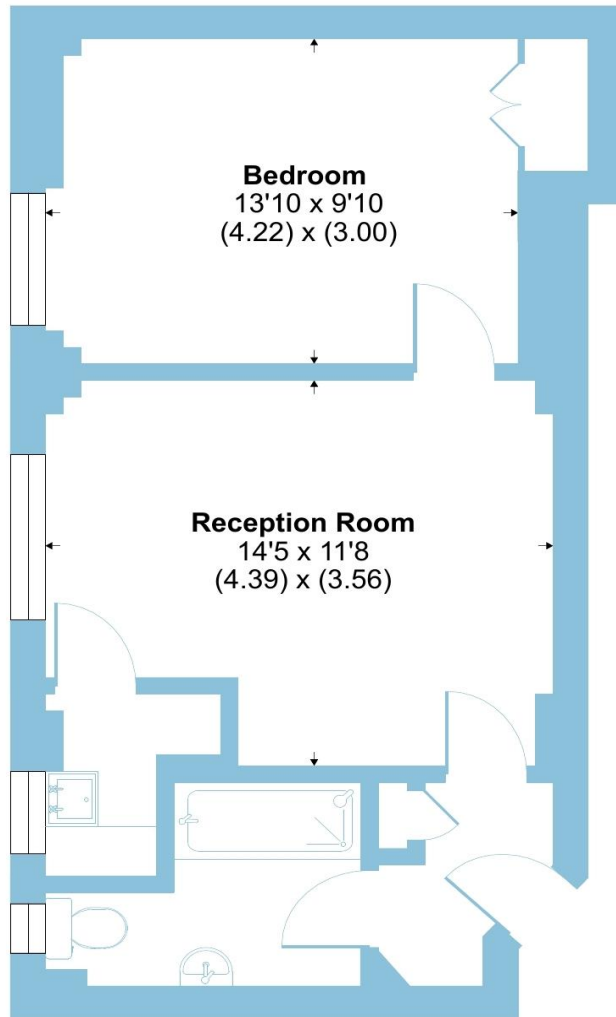 Bedroom
13'10 x 9'10
(4.22) x (3.00)
Reception Room
14'5 x 11'8
(4.39) x (3.56)